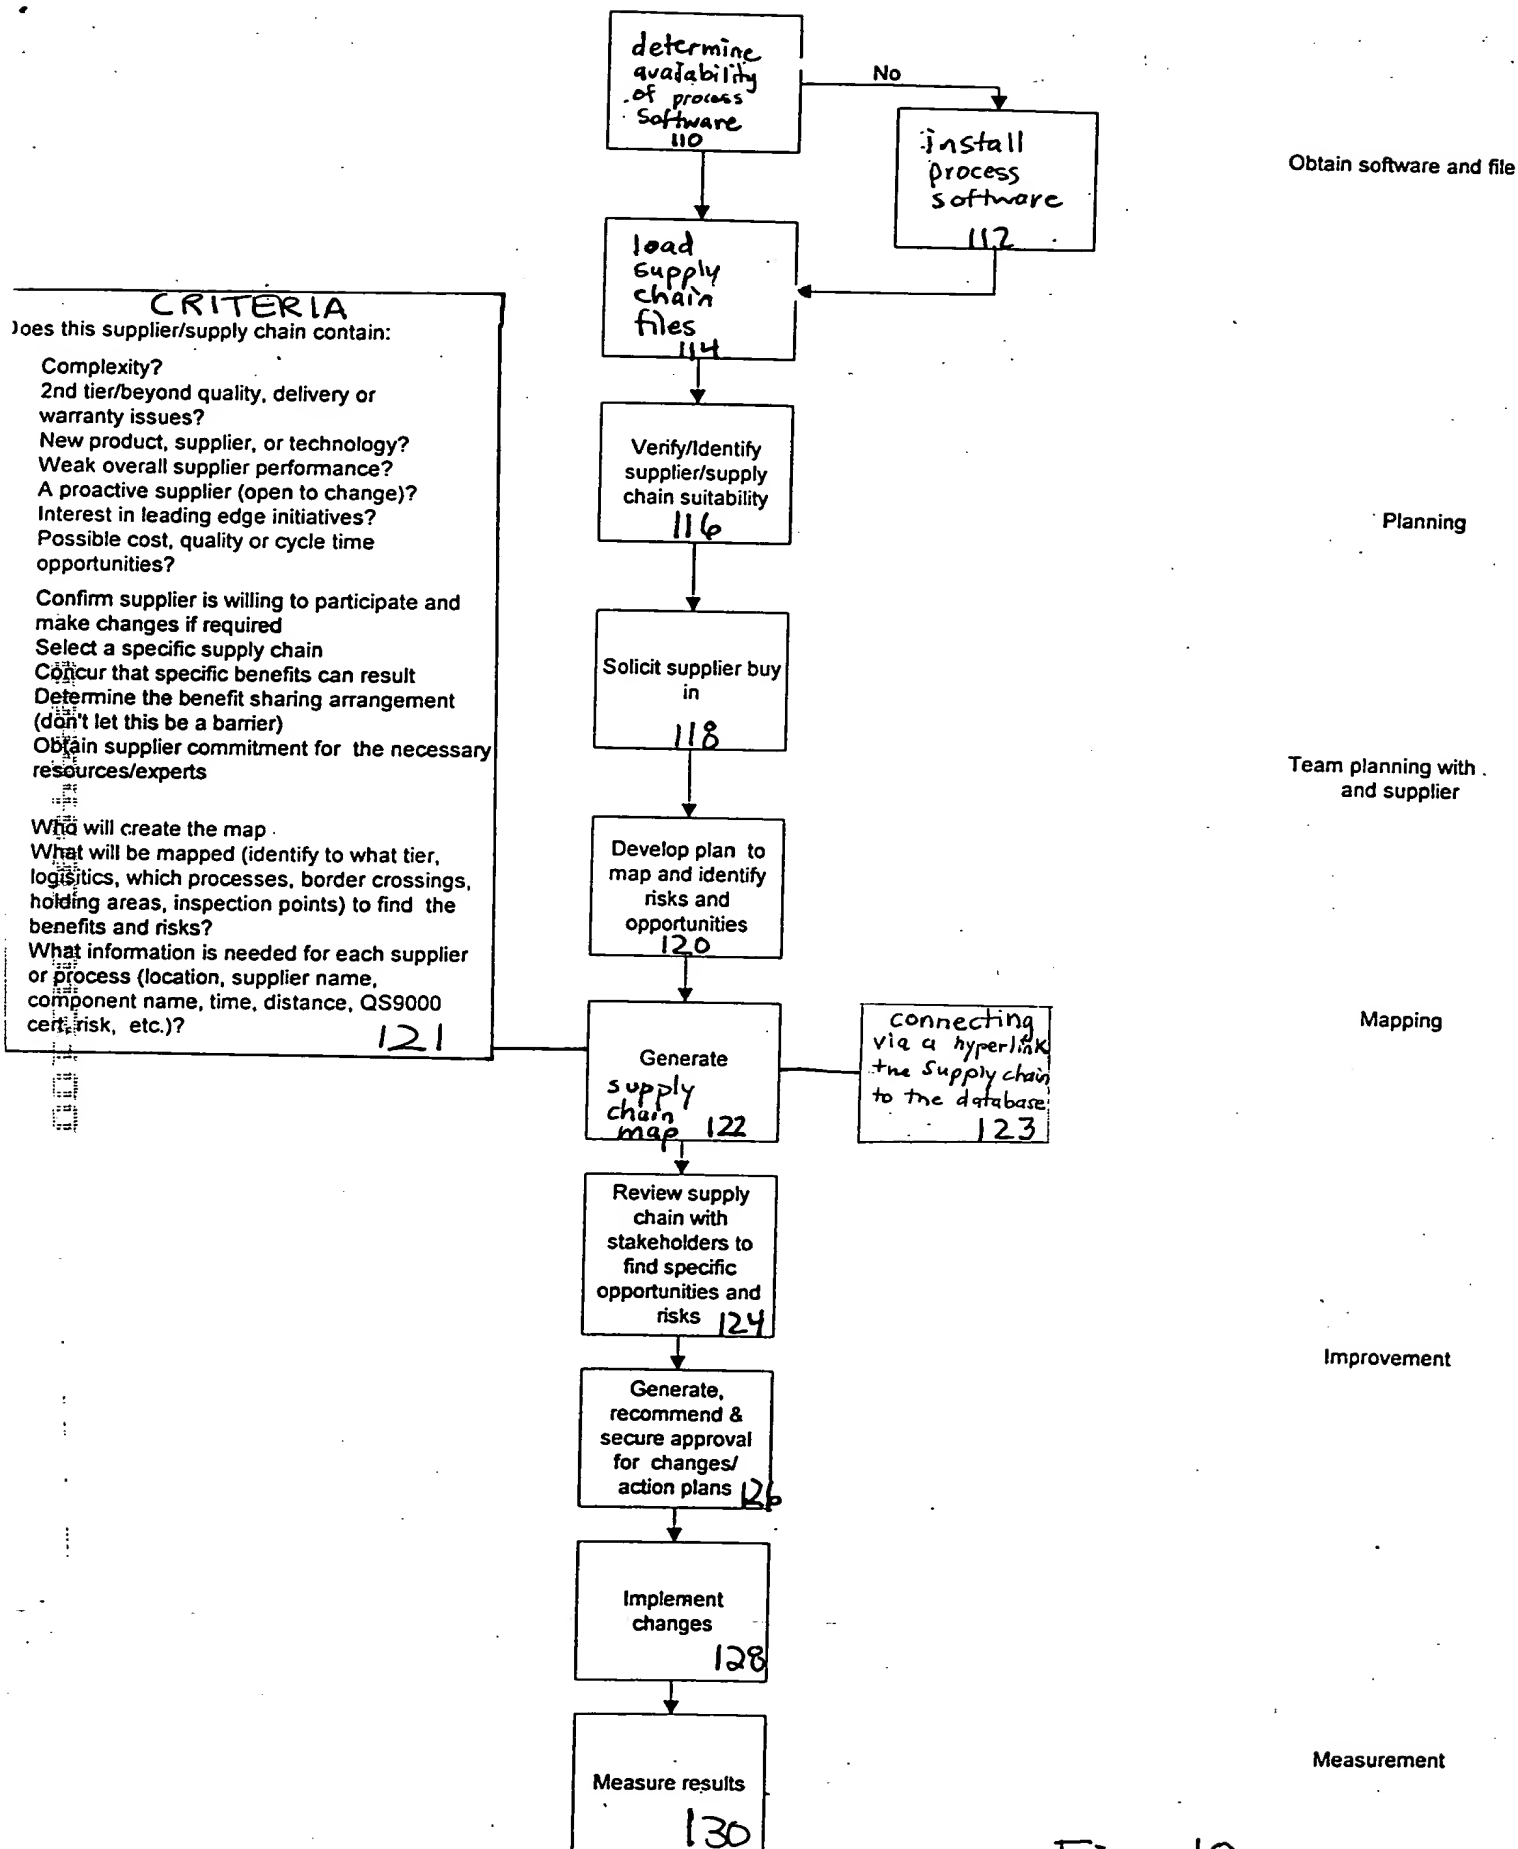 determine
availability
of process
software
110
No
install
process
software
112
Obtain software and file
load
supply
chain
files
114
CRITERIA
Does this supplier/supply chain contain:
Complexity?
2nd tier/beyond quality, delivery or
warranty issues?
New product, supplier, or technology?
Weak overall supplier performance?
A proactive supplier (open to change)?
Interest in leading edge initiatives?
Possible cost, quality or cycle time
opportunities?
Confirm supplier is willing to participate and
make changes if required
Select a specific supply chain
Concur that specific benefits can result
Determine the benefit sharing arrangement
(don't let this be a barrier)
Obtain supplier commitment for the necessary
resources/experts
Who will create the map
What will be mapped (identify to what tier,
logisitics, which processes, border crossings,
holding areas, inspection points) to find the
benefits and risks?
What information is needed for each supplier
or process (location, supplier name,
component name, time, distance, QS9000
cert, risk, etc.)?
121
Verify/Identify
supplier/supply
chain suitability
116
Planning
Solicit supplier buy
in
118
Team planning with
and supplier
Develop plan to
map and identify
risks and
opportunities
120
Generate
supply
chain
map 122
connecting
via a hyperlink
the supply chain
to the database
123
Mapping
Review supply
chain with
stakeholders to
find specific
opportunities and
risks 124
Improvement
Generate,
recommend &
secure approval
for changes/
action plans 126
Implement
changes
128
Measure results
130
Measurement